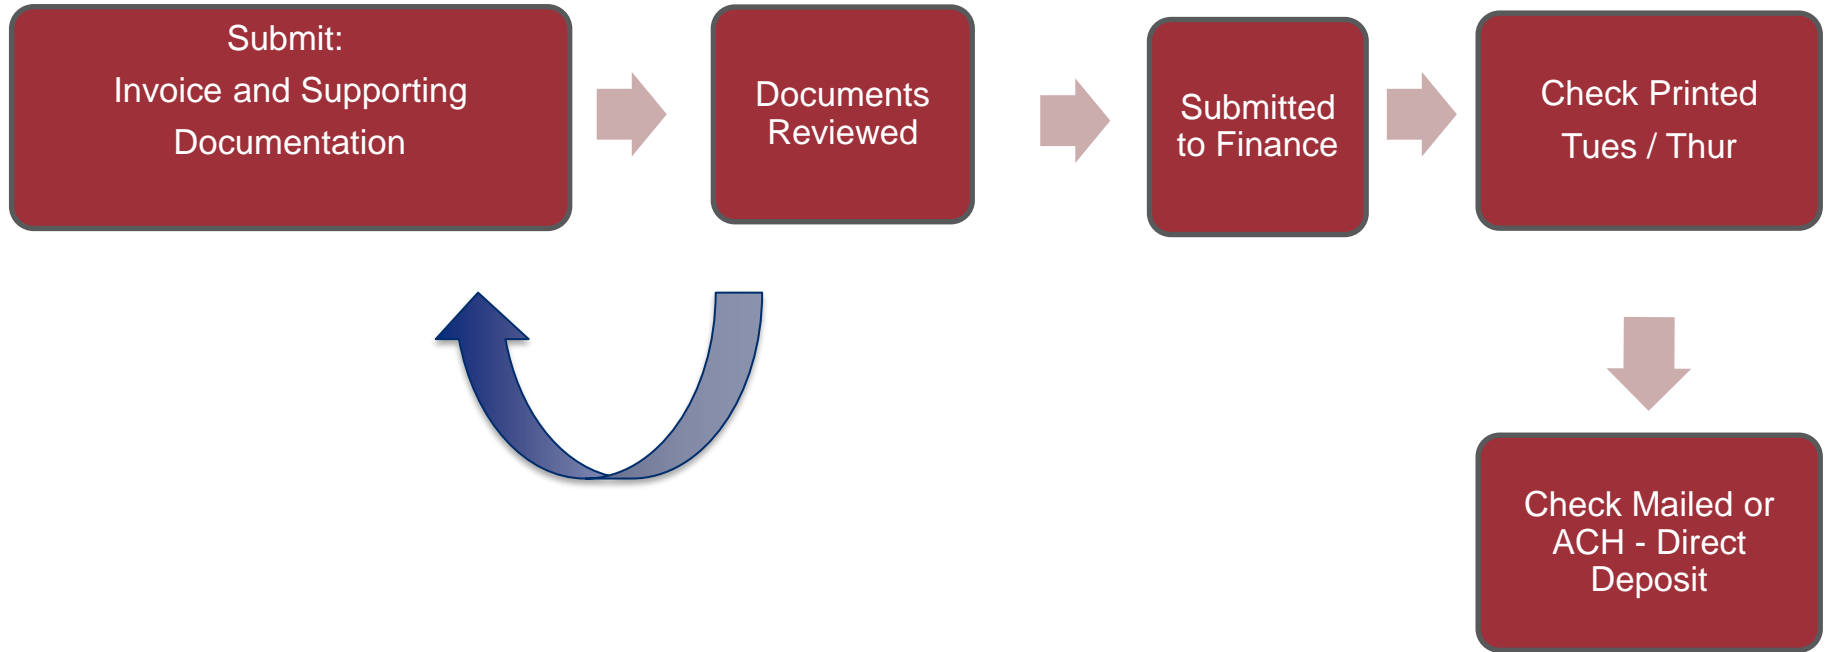 Submit:
Invoice and Supporting
Documentation
Documents
Reviewed
Submitted
to Finance
Check Printed
Tues / Thur
Check Mailed or
ACH - Direct
Deposit